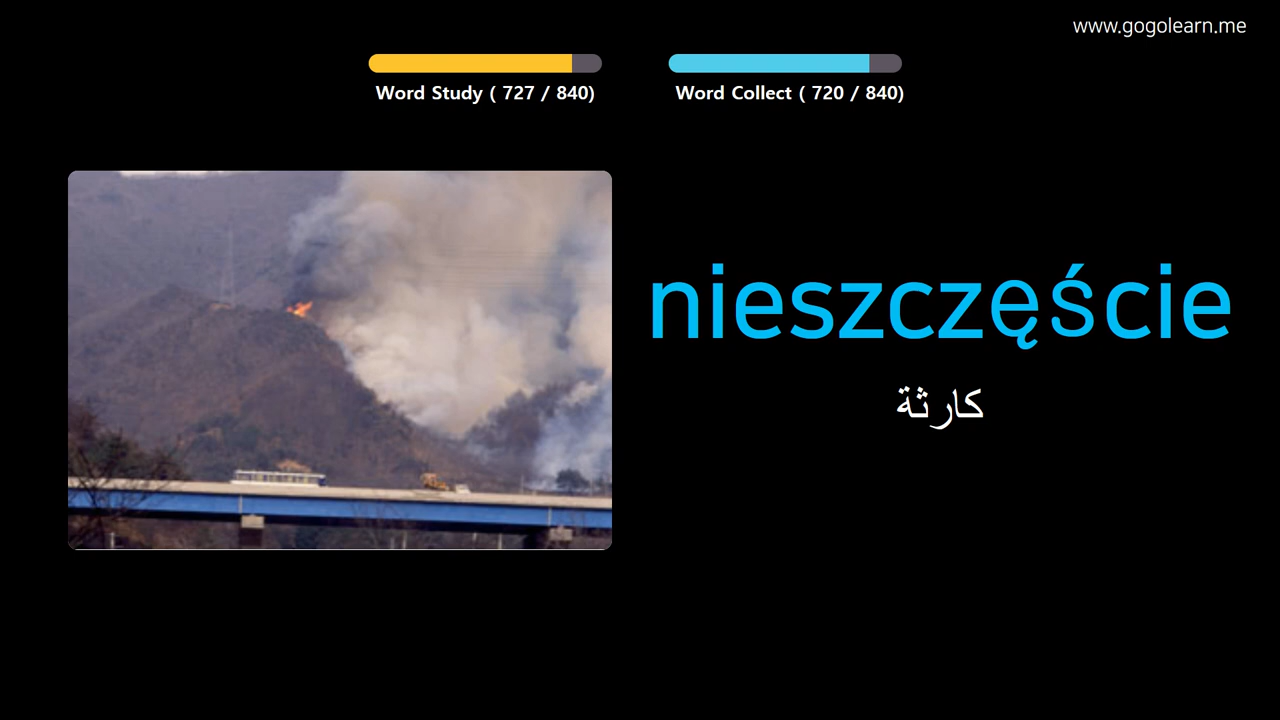 www.gogolearn.me
Word Study ( 727 / 840)
Word Collect ( 720 / 840)
nieszczęście
كارثة